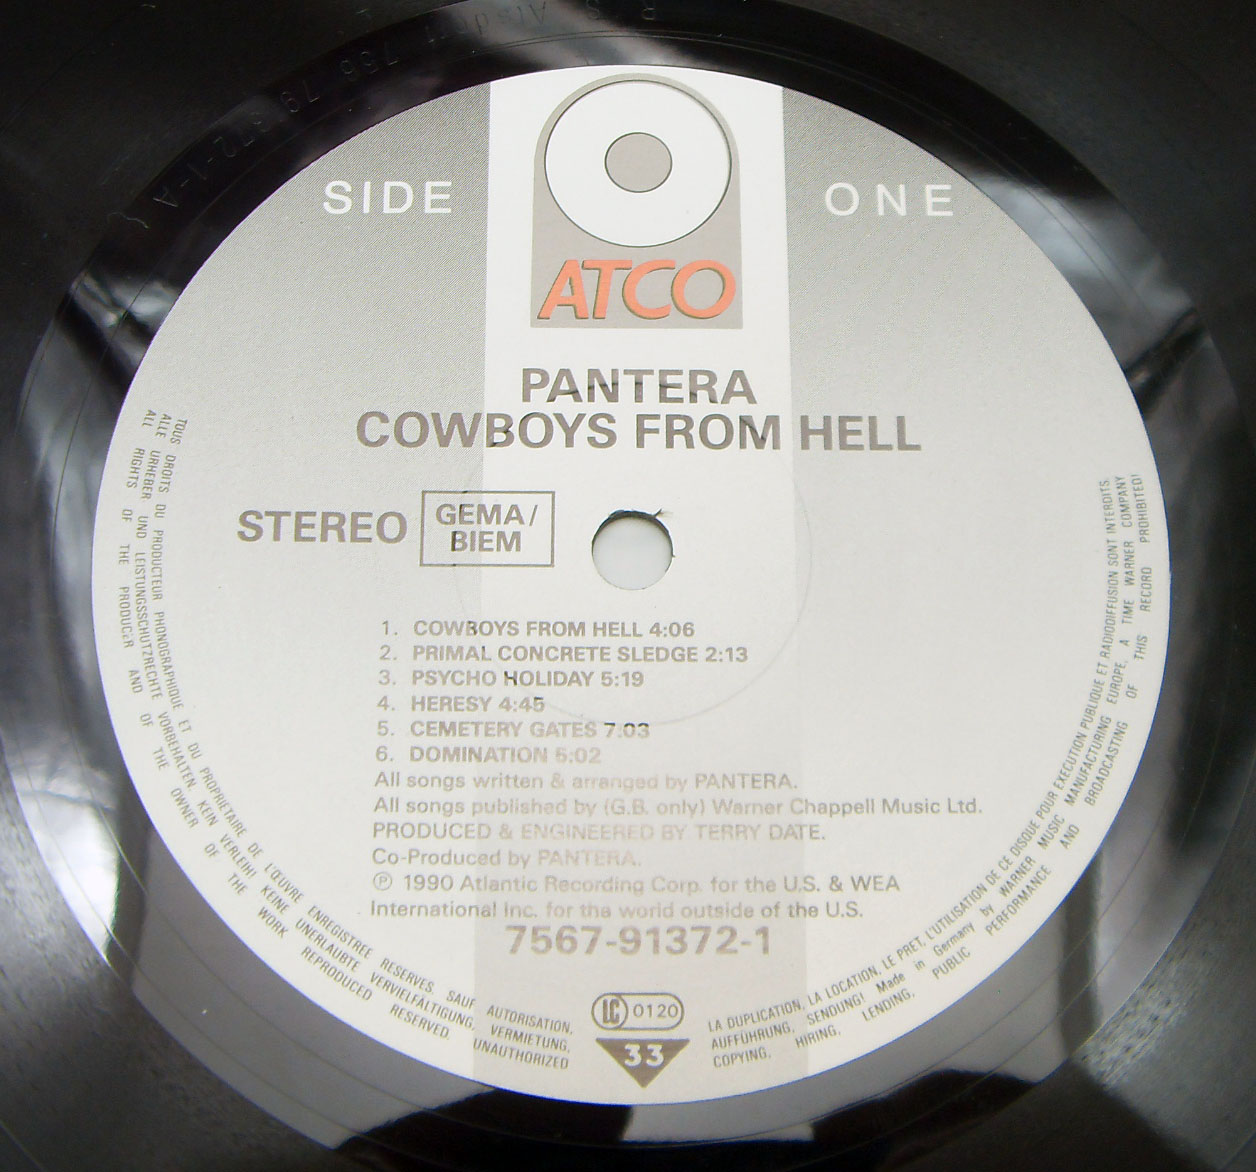 SIDE ONE
ATCO
PANTERA
COWBOYS FROM HELL
STEREO
GEMA/
BIEM
1. COWBOYS FROM HELL 4:06
2. PRIMAL CONCRETE SLEDGE 2:13
3. PSYCHO HOLIDAY 5:19
4. HERESY 4:45
5. CEMETERY GATES 7.03
6. DOMINATION 5:02
All songs written & arranged by PANTERA.
All songs published by (G.B. only) Warner Chappell Music Ltd.
PRODUCED & ENGINEERED BY TERRY DATE.
Co-Produced by PANTERA.
℗ 1990 Atlantic Recording Corp. for the U.S. & WEA
International Inc. for the world outside of the U.S.
7567-91372-1
LC 0120
33
TOUS DROITS DU PRODUCTEUR PHONOGRAPHIQUE ET DU PROPRIETAIRE DE L'ŒUVRE ENREGISTREE RESERVES. SAUF AUTORISATION, LA DUPLICATION, LA LOCATION, LE PRET, L'UTILISATION DE CE DISQUE POUR EXECUTION PUBLIQUE ET RADIODIFFUSION SONT INTERDITS.
ALLE URHEBER UND LEISTUNGSSCHUTZRECHTE VORBEHALTEN. KEIN VERLEIH! KEINE UNERLAUBTE VERVIELFÄLTIGUNG, VERMIETUNG, AUFFÜHRUNG, SENDUNG! Made in Germany by WARNER MUSIC MANUFACTURING EUROPE, A TIME WARNER COMPANY
ALL RIGHTS OF THE PRODUCER AND OF THE OWNER OF THE WORK REPRODUCED RESERVED. UNAUTHORIZED COPYING, HIRING, LENDING, PUBLIC PERFORMANCE AND BROADCASTING OF THIS RECORD PROHIBITED!